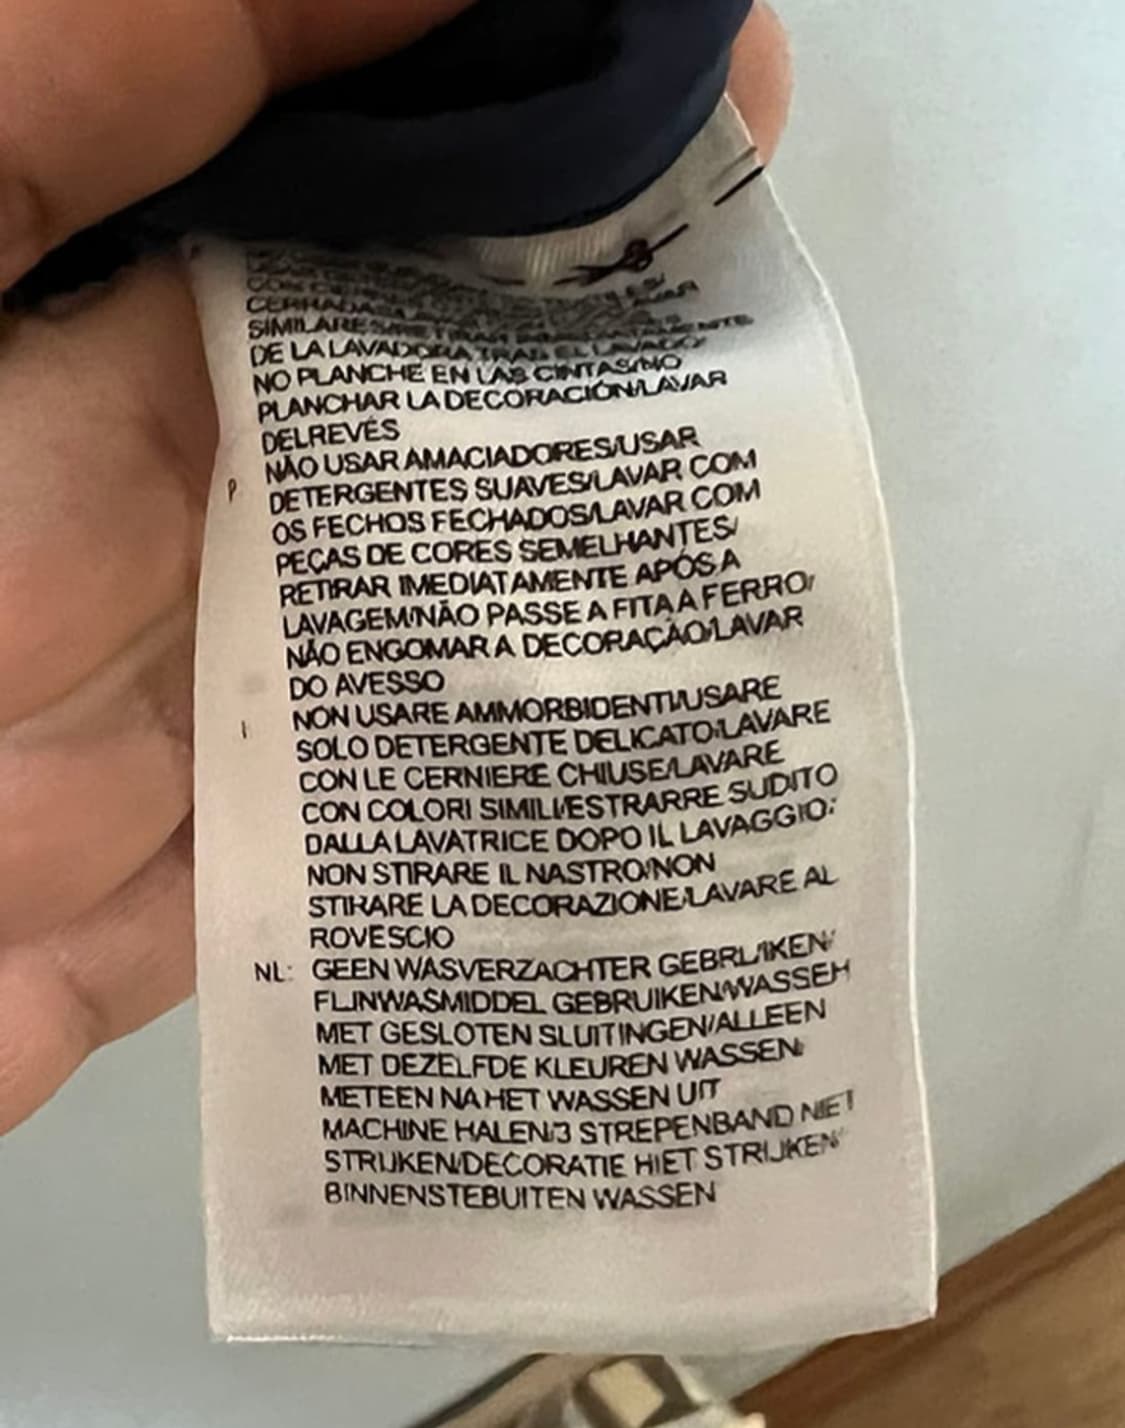 SIMILARES
DE LA LAVADORA TRAS EL LAVADO/
NO PLANCHE EN LAS CINTAS/NO
PLANCHAR LA DECORACIÓN/LAVAR
DELREVÉS
P NÃO USAR AMACIADORES/USAR
DETERGENTES SUAVES/LAVAR COM
OS FECHOS FECHADOS/LAVAR COM
PEÇAS DE CORES SEMELHANTES/
RETIRAR IMEDIATAMENTE APÓS A
LAVAGEM/NÃO PASSE A FITA A FERRO/
NÃO ENGOMAR A DECORAÇÃO/LAVAR
DO AVESSO
I NON USARE AMMORBIDENTI/USARE
SOLO DETERGENTE DELICATO/LAVARE
CON LE CERNIERE CHIUSE/LAVARE
CON COLORI SIMILI/ESTRARRE SUDITO
DALLA LAVATRICE DOPO IL LAVAGGIO/
NON STIRARE IL NASTRO/NON
STIRARE LA DECORAZIONE/LAVARE AL
ROVESCIO
NL: GEEN WASVERZACHTER GEBRUIKEN/
FIJNWASMIDDEL GEBRUIKEN/WASSEN
MET GESLOTEN SLUITINGEN/ALLEEN
MET DEZELFDE KLEUREN WASSEN/
METEEN NA HET WASSEN UIT
MACHINE HALEN/3 STREPENBAND NIET
STRIJKEN/DECORATIE HIET STRIJKEN/
BINNENSTEBUITEN WASSEN